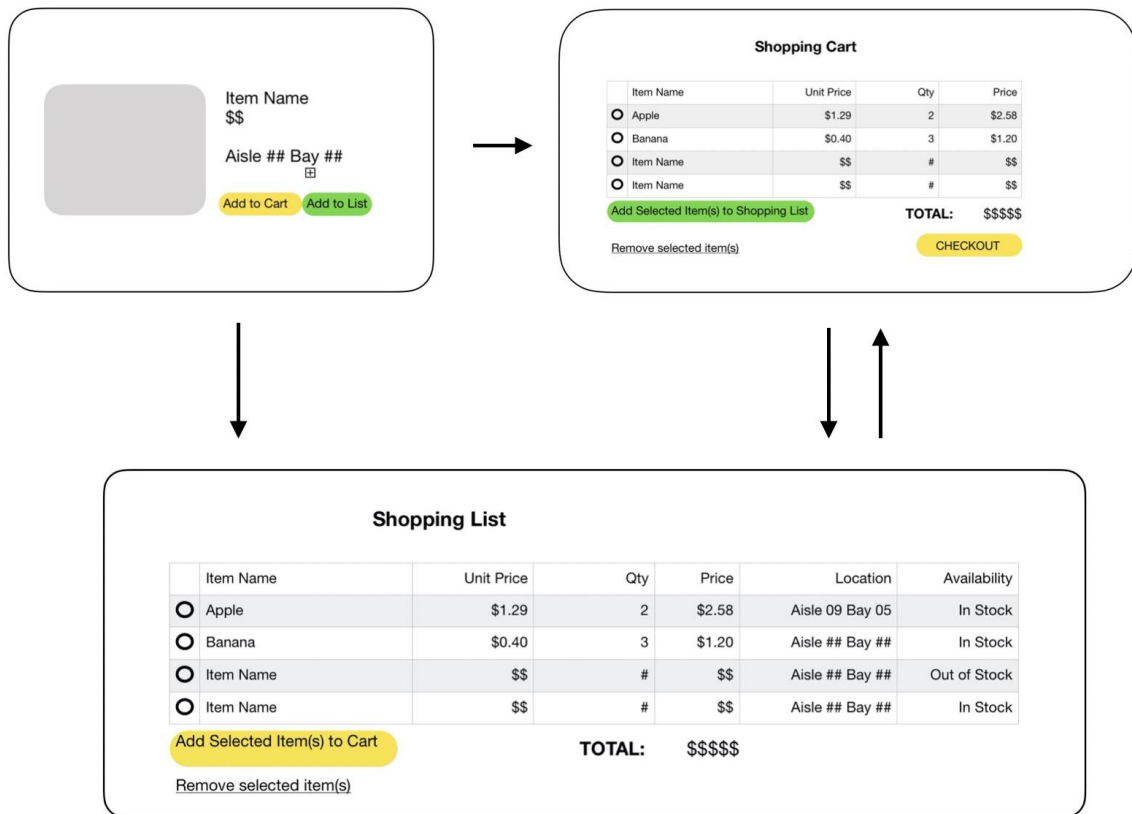 Item Name
$$
Aisle ## Bay ##
Add to Cart Add to List
Shopping Cart
Item Name Unit Price Qty Price
Apple $1.29 2 $2.58
Banana $0.40 3 $1.20
Item Name $$ # $$
Item Name $$ # $$
Add Selected Item(s) to Shopping List TOTAL: $$$$$
Remove selected item(s) CHECKOUT
Shopping List
Item Name Unit Price Qty Price Location Availability
Apple $1.29 2 $2.58 Aisle 09 Bay 05 In Stock
Banana $0.40 3 $1.20 Aisle ## Bay ## In Stock
Item Name $$ # $$ Aisle ## Bay ## Out of Stock
Item Name $$ # $$ Aisle ## Bay ## In Stock
Add Selected Item(s) to Cart TOTAL: $$$$$
Remove selected item(s)